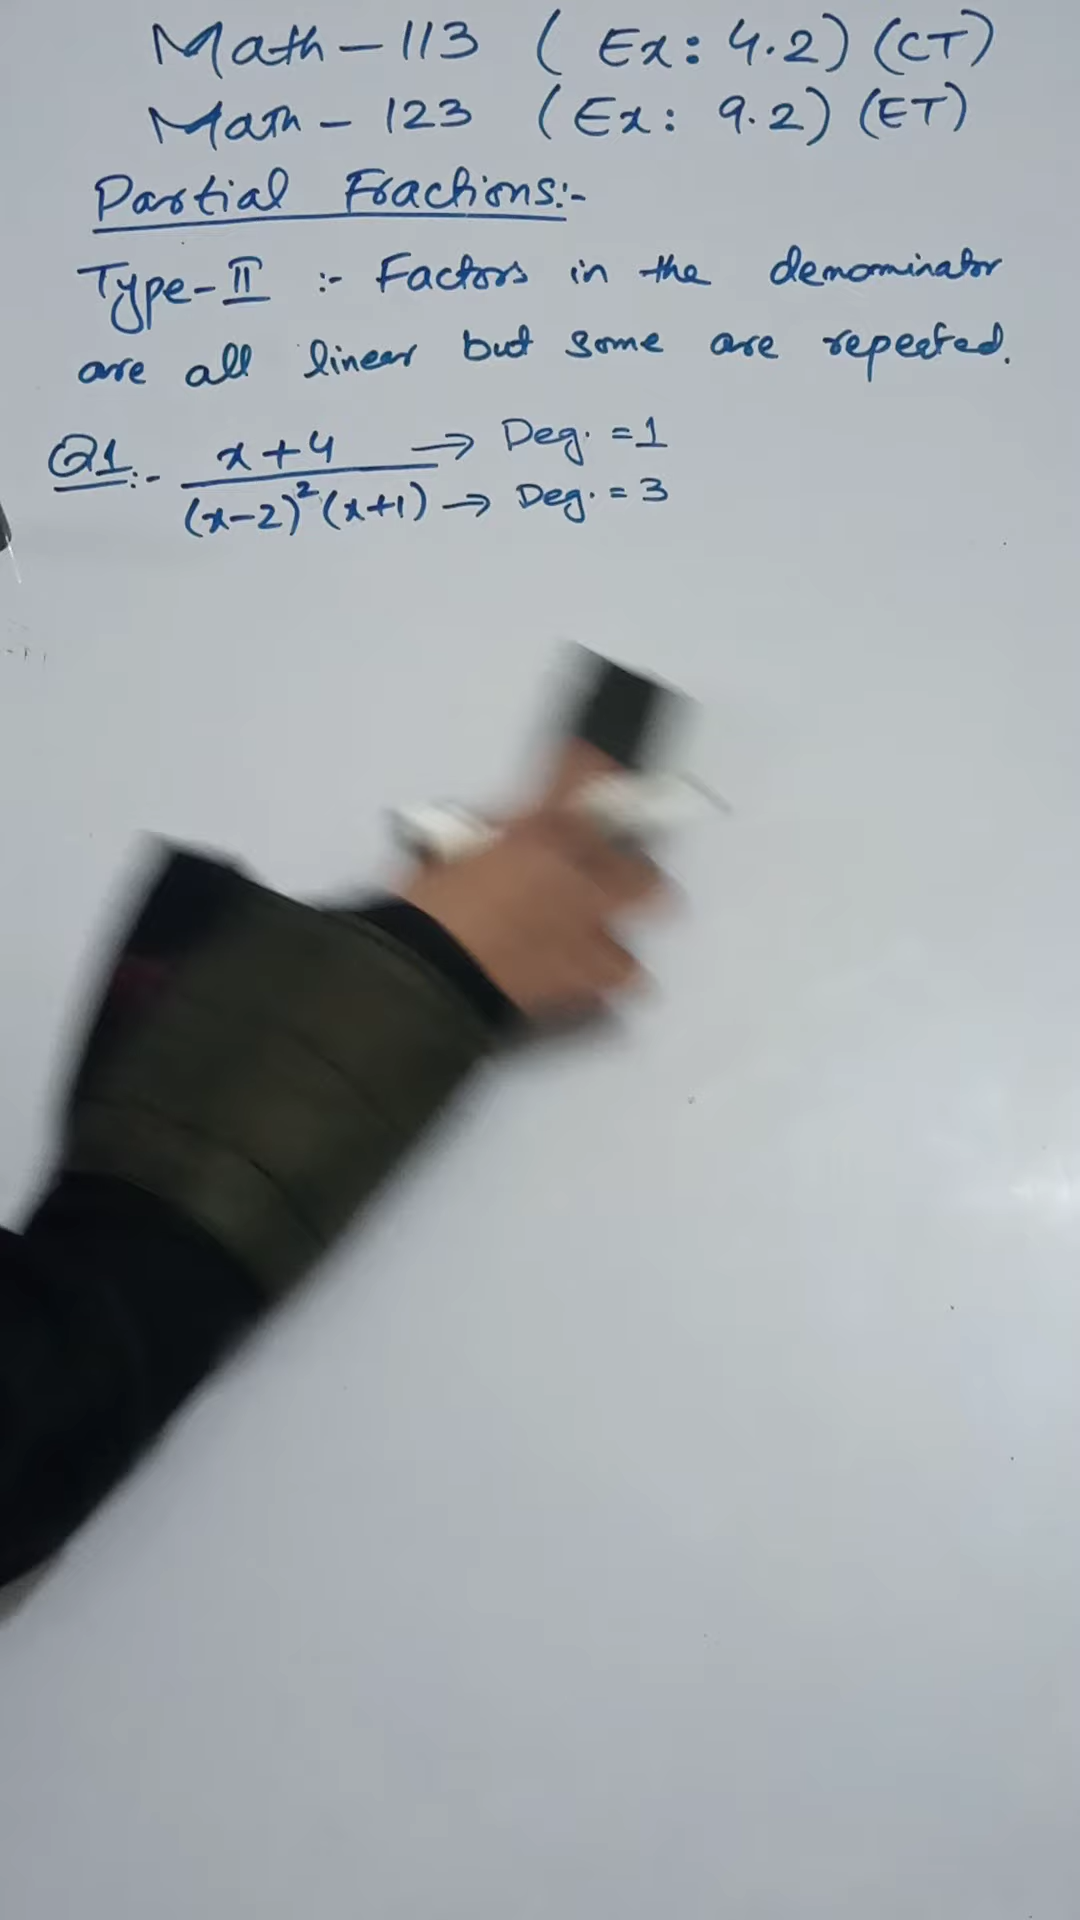 Math - 113 ( Ex: 4.2) (CT)
Math - 123 (Ex: 9.2) (ET)
Partial Fractions:-
Type-II :- Factors in the denominator
are all linear but some are repeated.
Q1:- x+4 → Deg. = 1
(x-2)²(x+1) → Deg. = 3